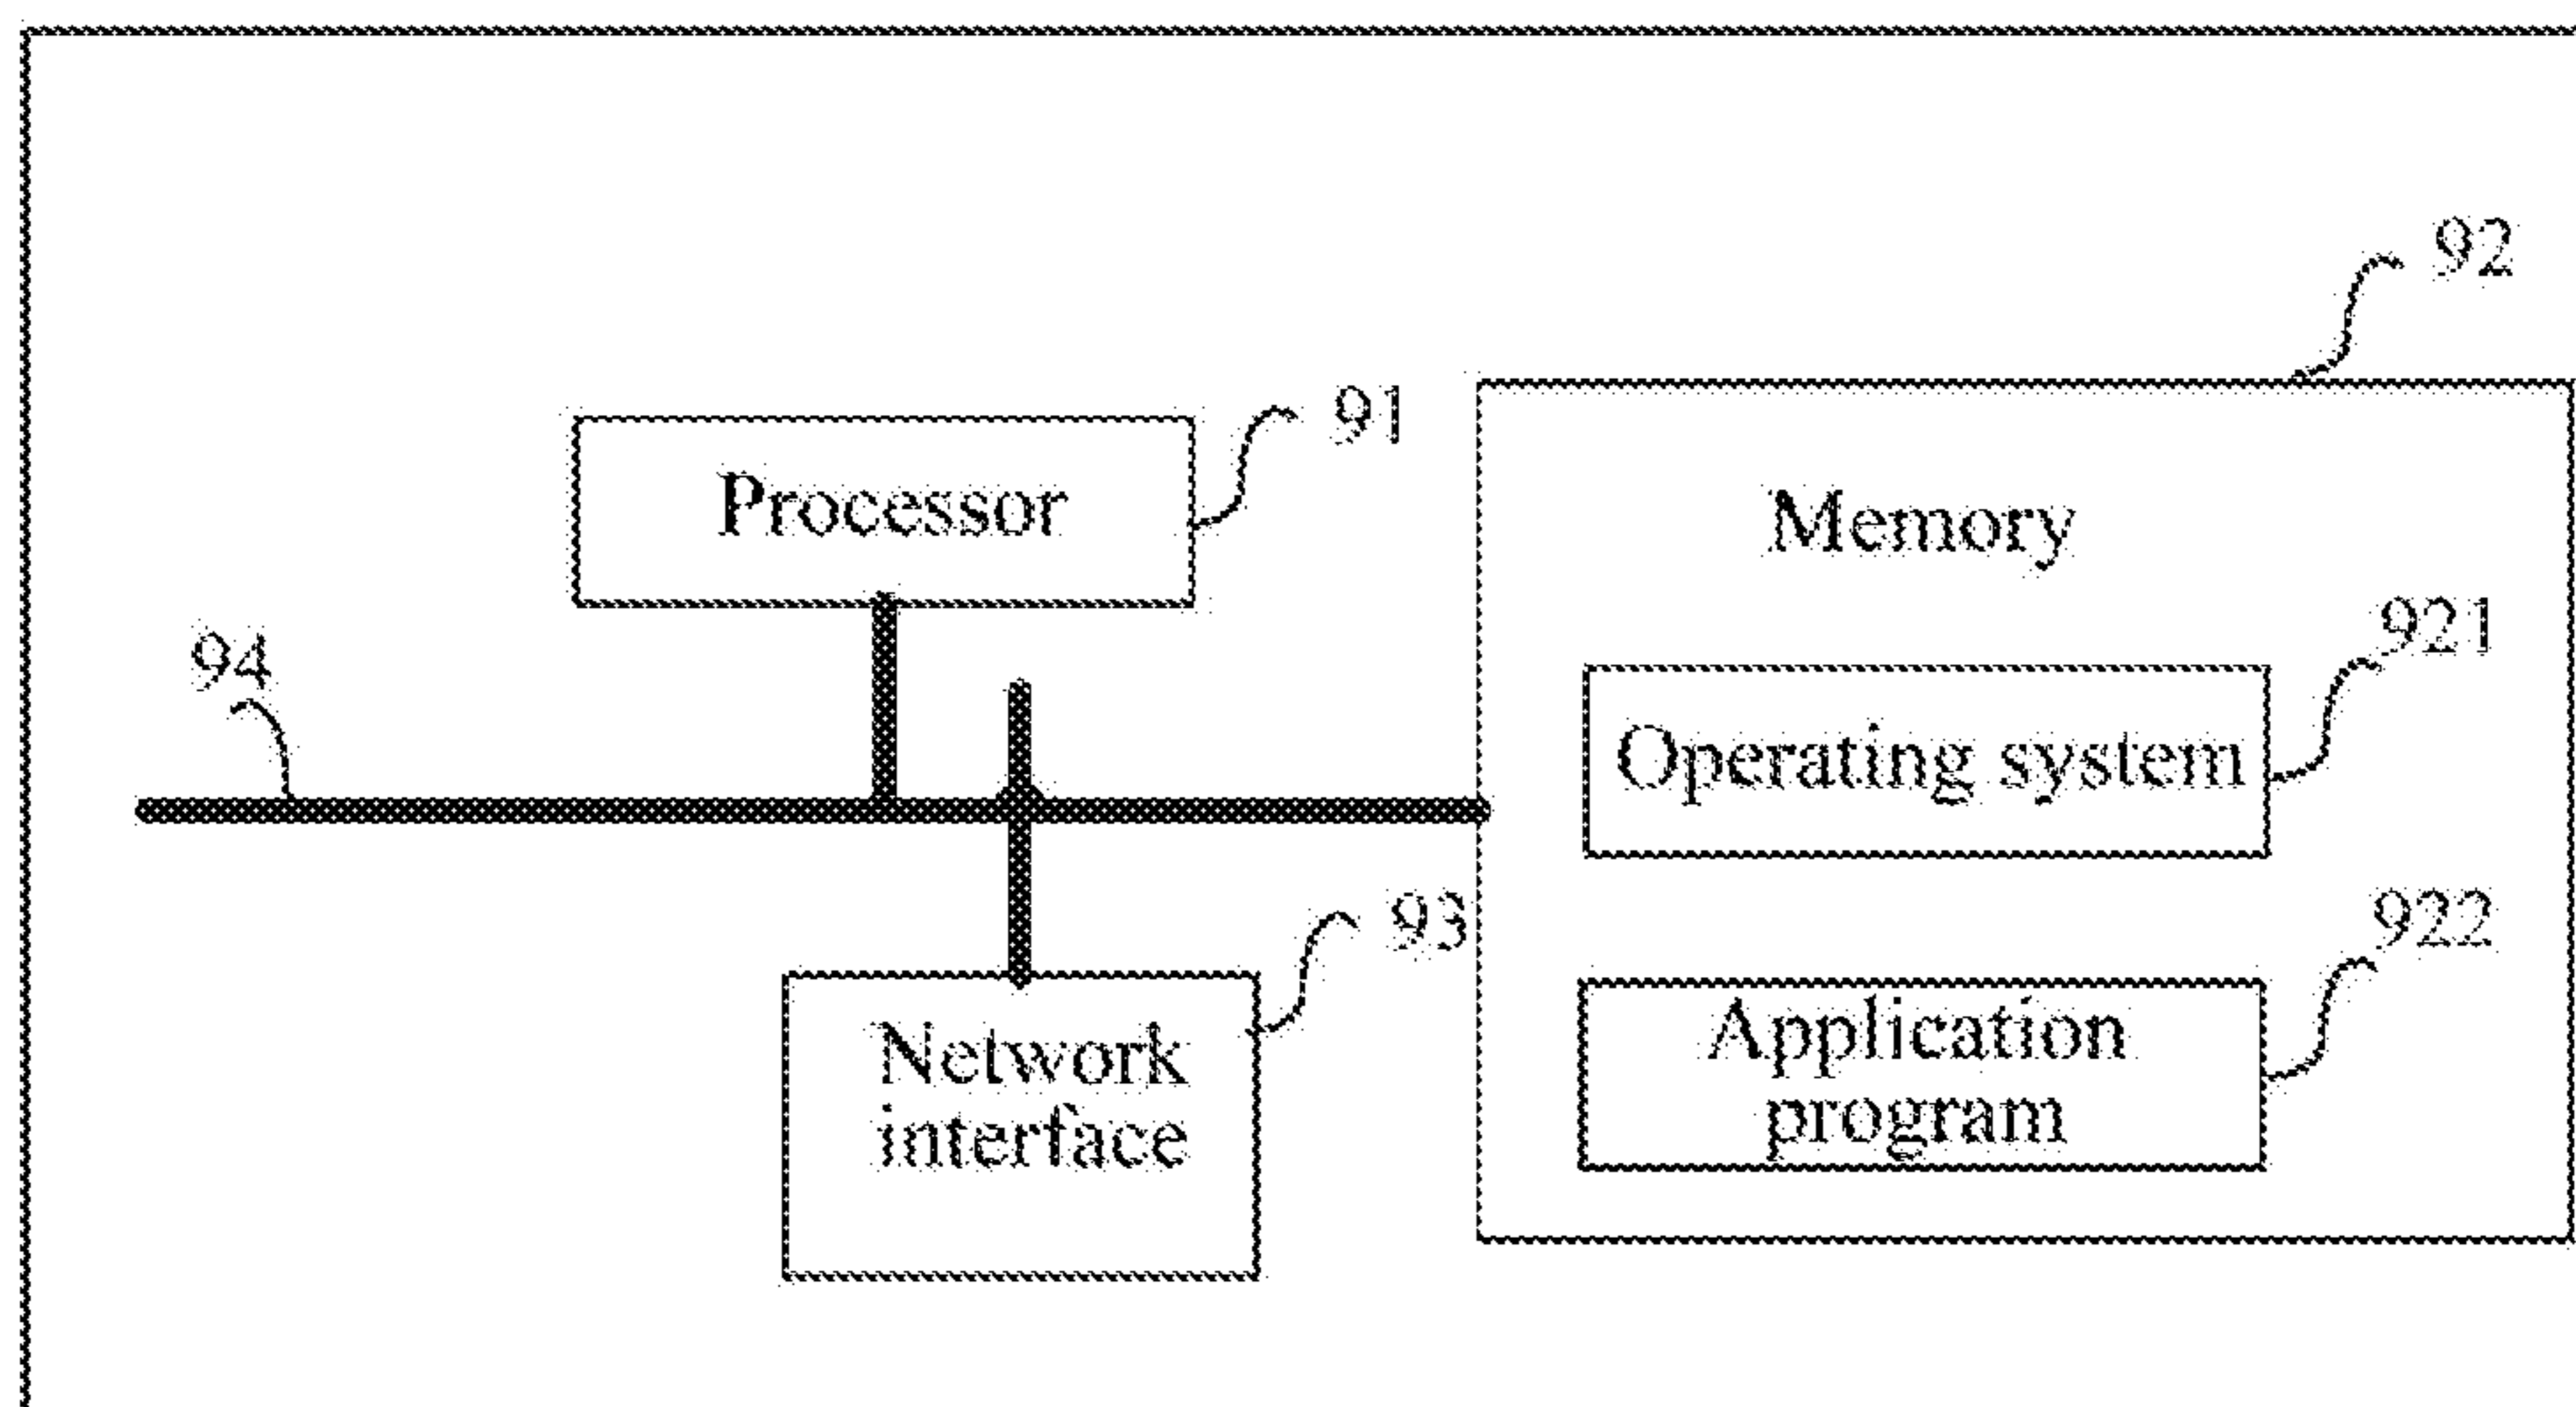 92
91
Processor
Memory
921
94
Operating system
922
93
Application
program
Network
interface